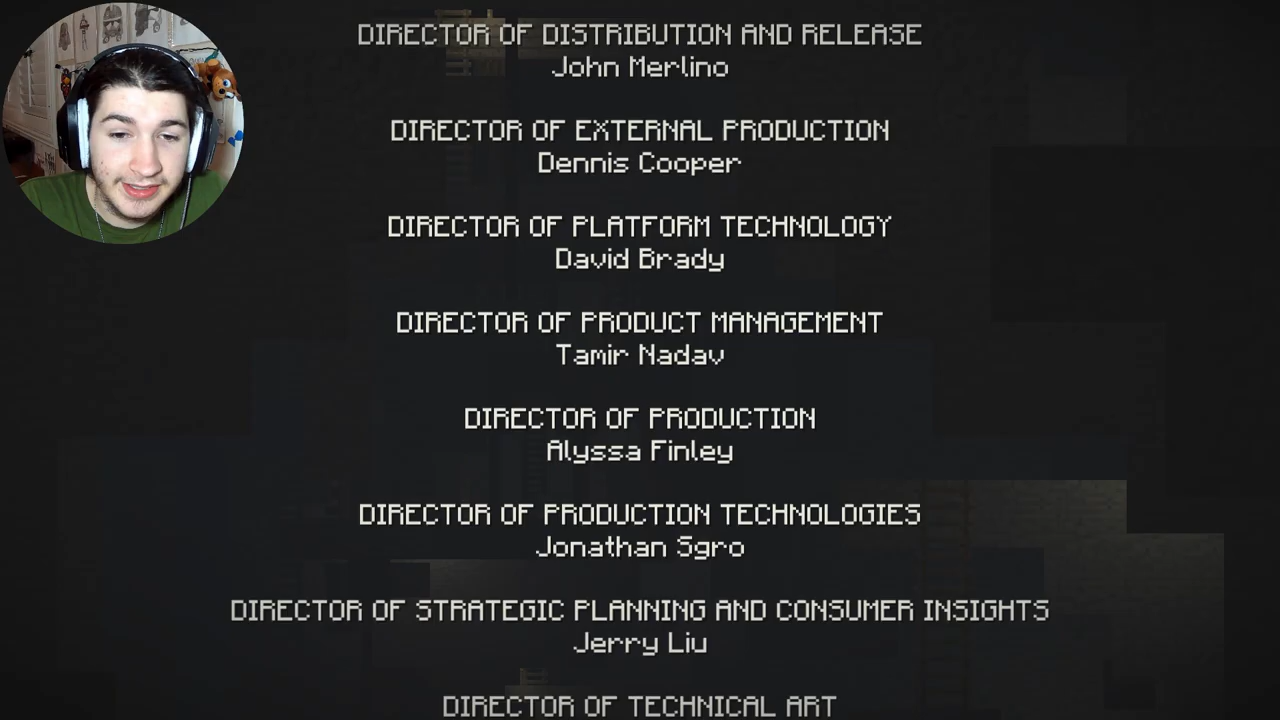 DIRECTOR OF DISTRIBUTION AND RELEASE
John Merlino
DIRECTOR OF EXTERNAL PRODUCTION
Dennis Cooper
DIRECTOR OF PLATFORM TECHNOLOGY
David Brady
DIRECTOR OF PRODUCT MANAGEMENT
Tamir Nadav
DIRECTOR OF PRODUCTION
Alyssa Finley
DIRECTOR OF PRODUCTION TECHNOLOGIES
Jonathan Sgro
DIRECTOR OF STRATEGIC PLANNING AND CONSUMER INSIGHTS
Jerry Liu
DIRECTOR OF TECHNICAL ART